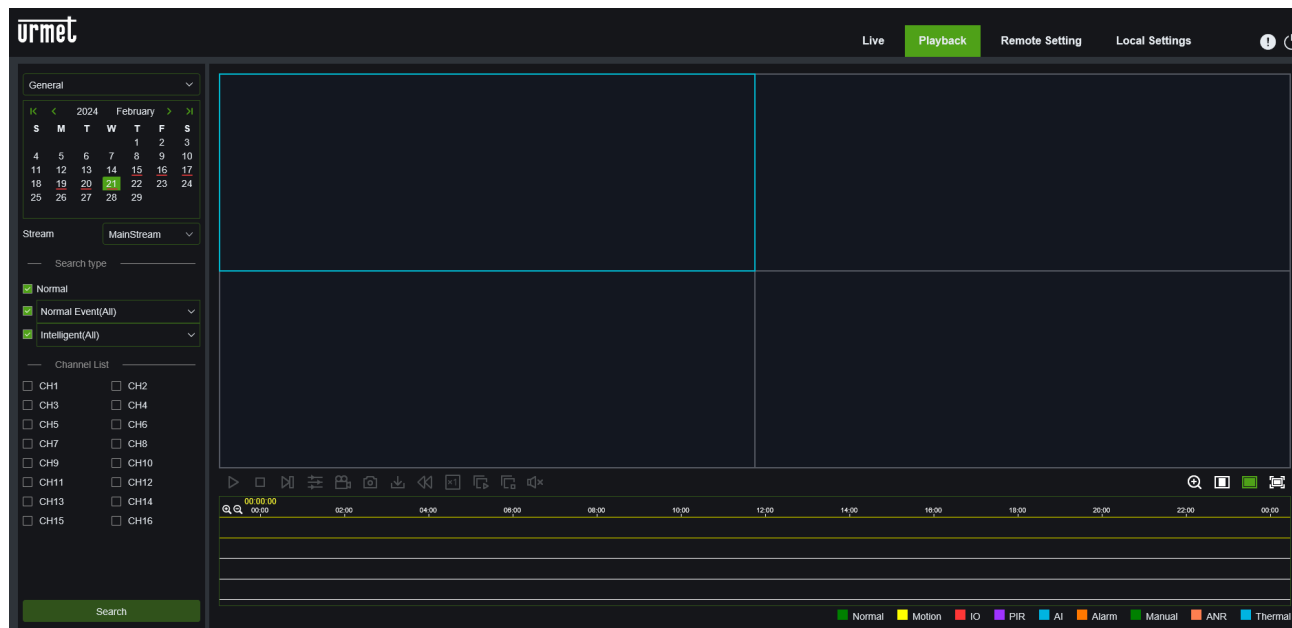 urmet
Live Playback Remote Setting Local Settings
General
2024 February
S M T W T F S
1 2 3
4 5 6 7 8 9 10
11 12 13 14 15 16 17
18 19 20 21 22 23 24
25 26 27 28 29
Stream MainStream
Search type
Normal
Normal Event(All)
Intelligent(All)
Channel List
CH1 CH2
CH3 CH4
CH5 CH6
CH7 CH8
CH9 CH10
CH11 CH12
CH13 CH14
CH15 CH16
Search
×1
00:00:00
00:00 02:00 04:00 06:00 08:00 10:00 12:00 14:00 16:00 18:00 20:00 22:00 00:00
Normal Motion IO PIR AI Alarm Manual ANR Thermal